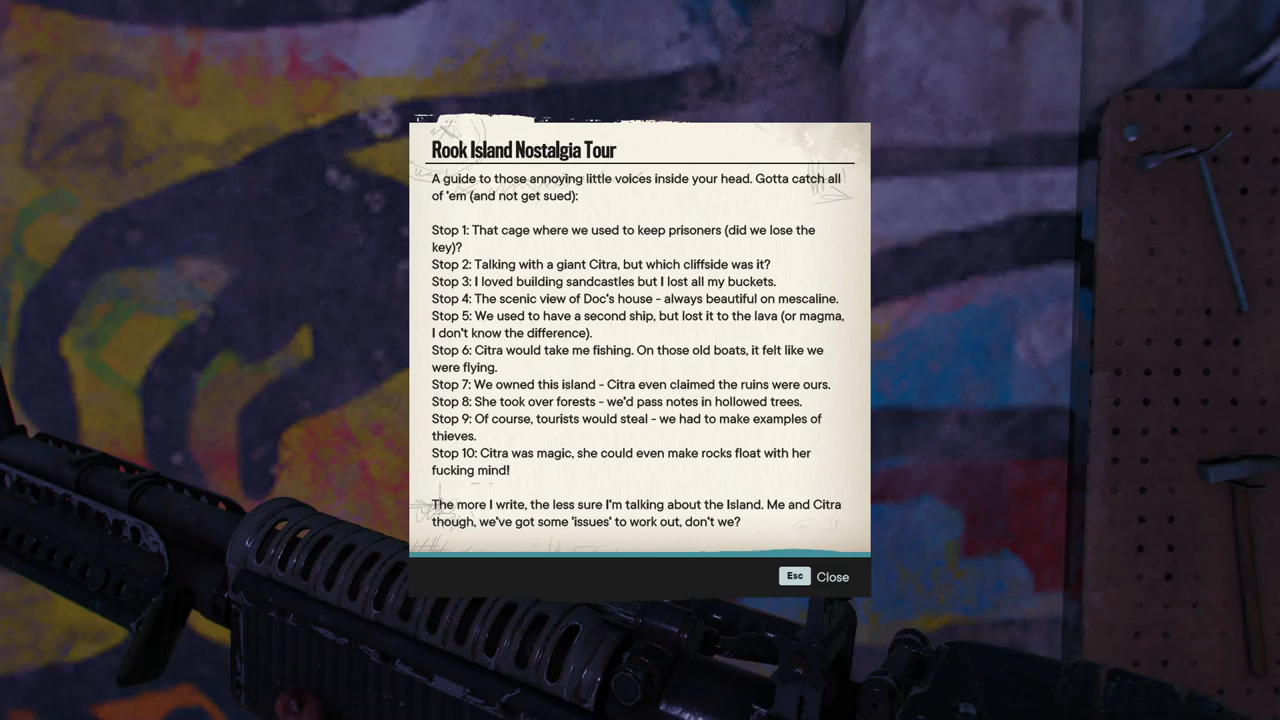 Rook Island Nostalgia Tour
A guide to those annoying little voices inside your head. Gotta catch all
of 'em (and not get sued):
Stop 1: That cage where we used to keep prisoners (did we lose the
key)?
Stop 2: Talking with a giant Citra, but which cliffside was it?
Stop 3: I loved building sandcastles but I lost all my buckets.
Stop 4: The scenic view of Doc's house - always beautiful on mescaline.
Stop 5: We used to have a second ship, but lost it to the lava (or magma,
I don't know the difference).
Stop 6: Citra would take me fishing. On those old boats, it felt like we
were flying.
Stop 7: We owned this island - Citra even claimed the ruins were ours.
Stop 8: She took over forests - we'd pass notes in hollowed trees.
Stop 9: Of course, tourists would steal - we had to make examples of
thieves.
Stop 10: Citra was magic, she could even make rocks float with her
fucking mind!
The more I write, the less sure I'm talking about the Island. Me and Citra
though, we've got some 'issues' to work out, don't we?
Esc Close